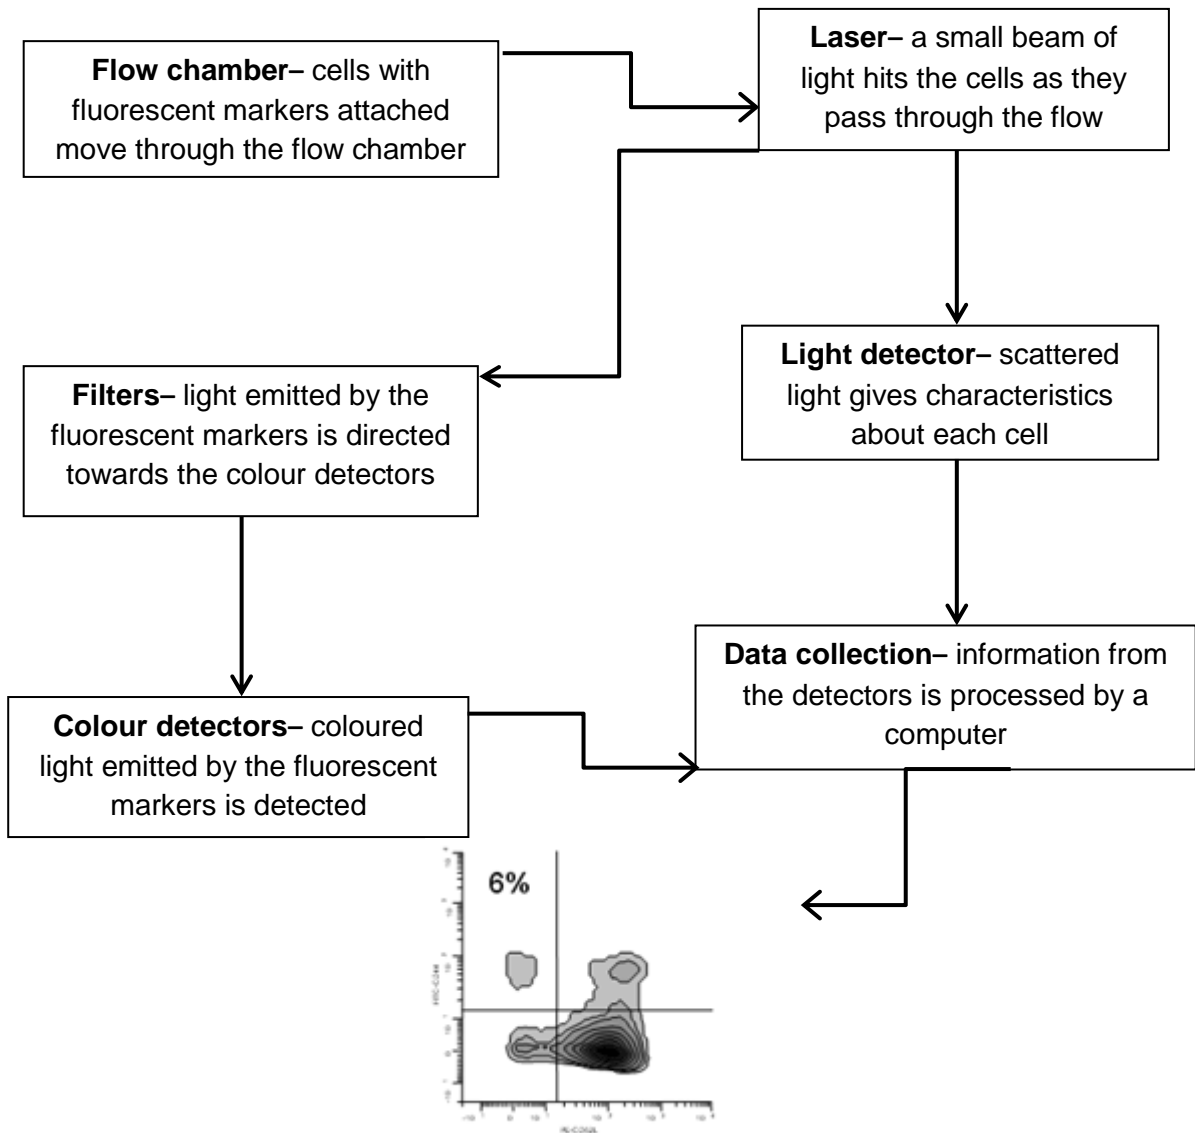 Flow chamber– cells with
fluorescent markers attached
move through the flow chamber
Laser– a small beam of
light hits the cells as they
pass through the flow
Light detector– scattered
light gives characteristics
about each cell
Filters– light emitted by the
fluorescent markers is directed
towards the colour detectors
Data collection– information from
the detectors is processed by a
computer
Colour detectors– coloured
light emitted by the fluorescent
markers is detected
6%